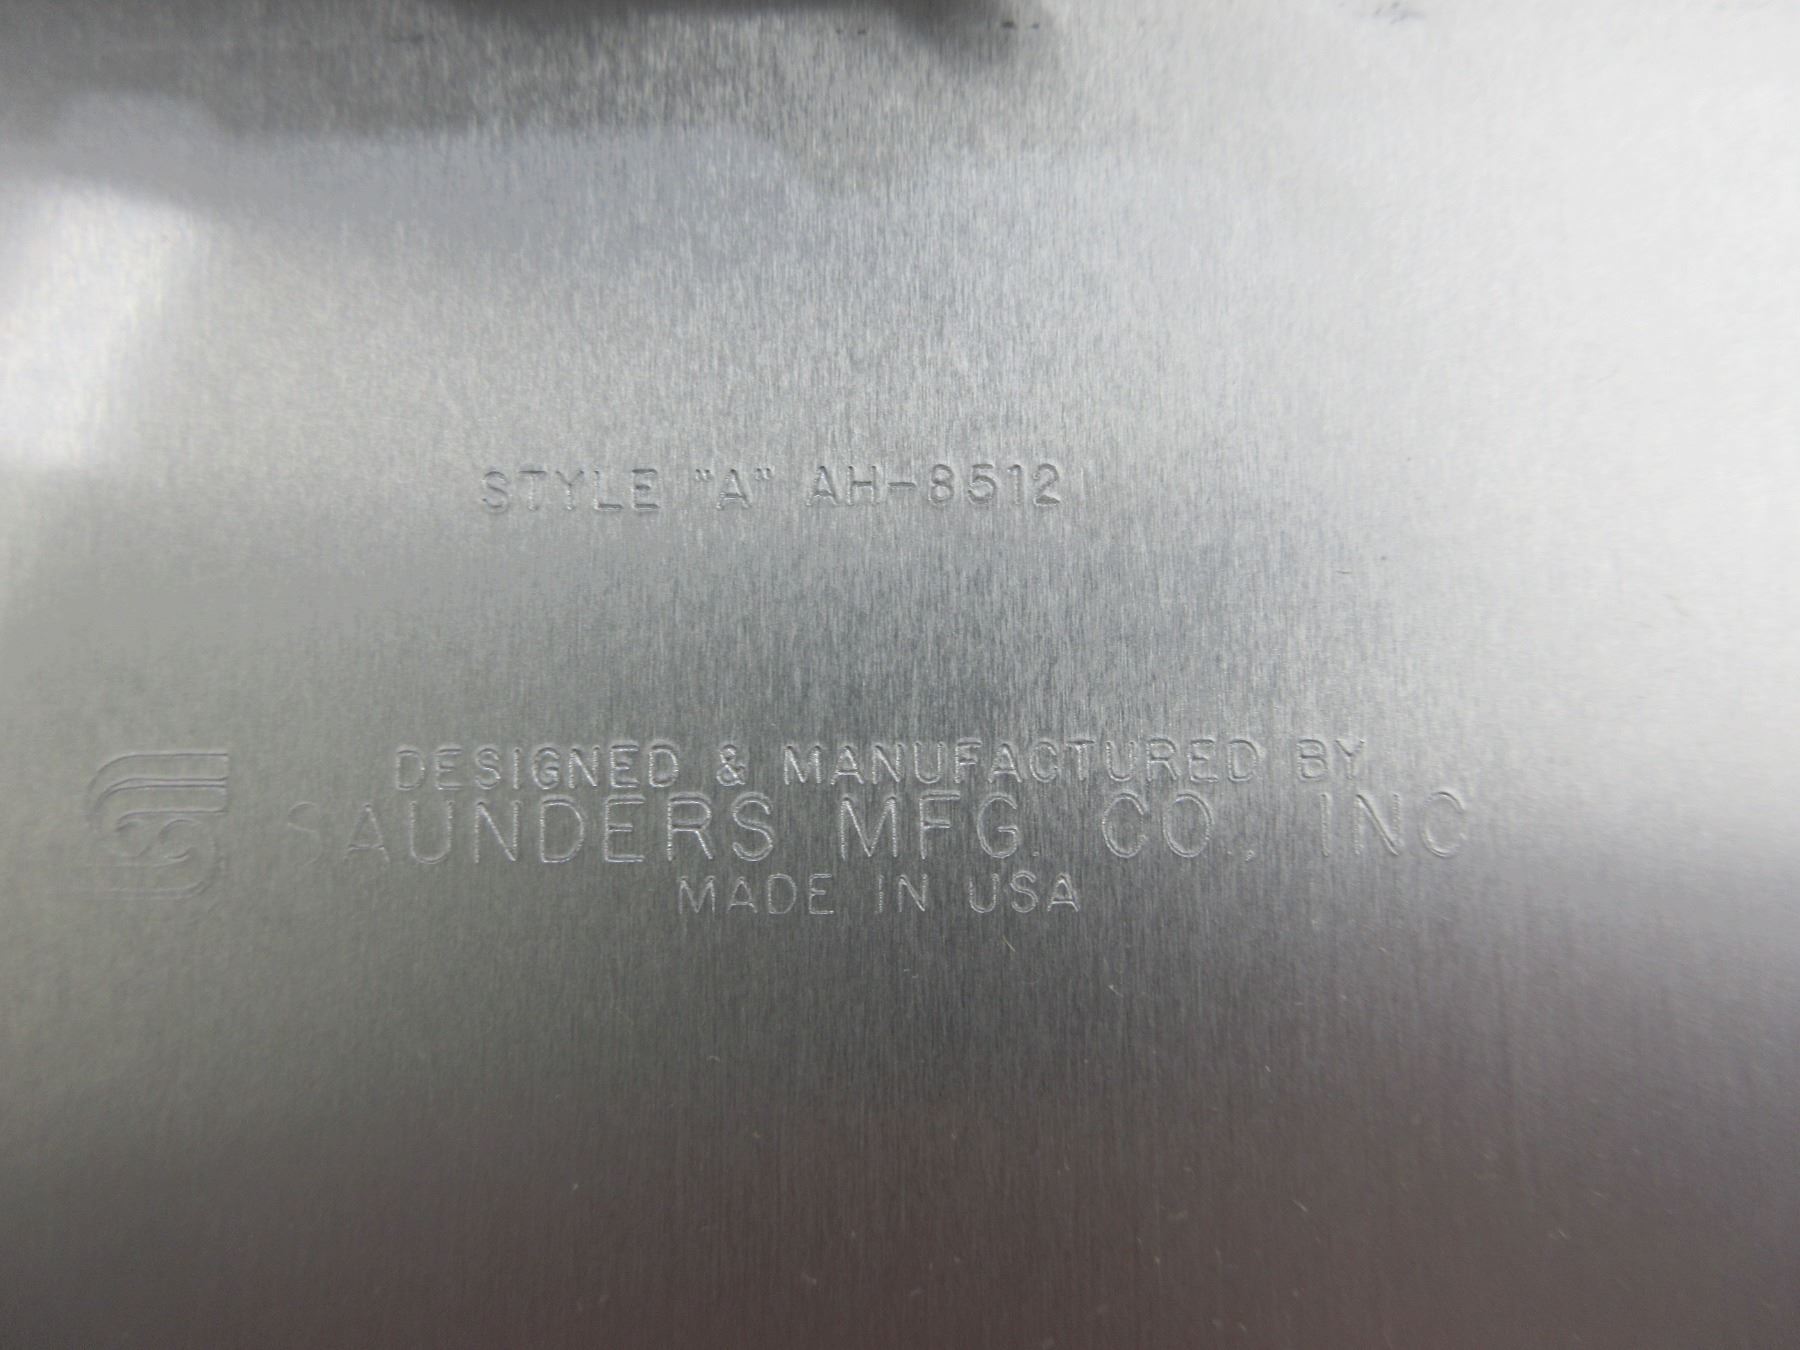 STYLE "A" AH-8512
DESIGNED & MANUFACTURED BY
SAUNDERS MFG. CO., INC
MADE IN USA